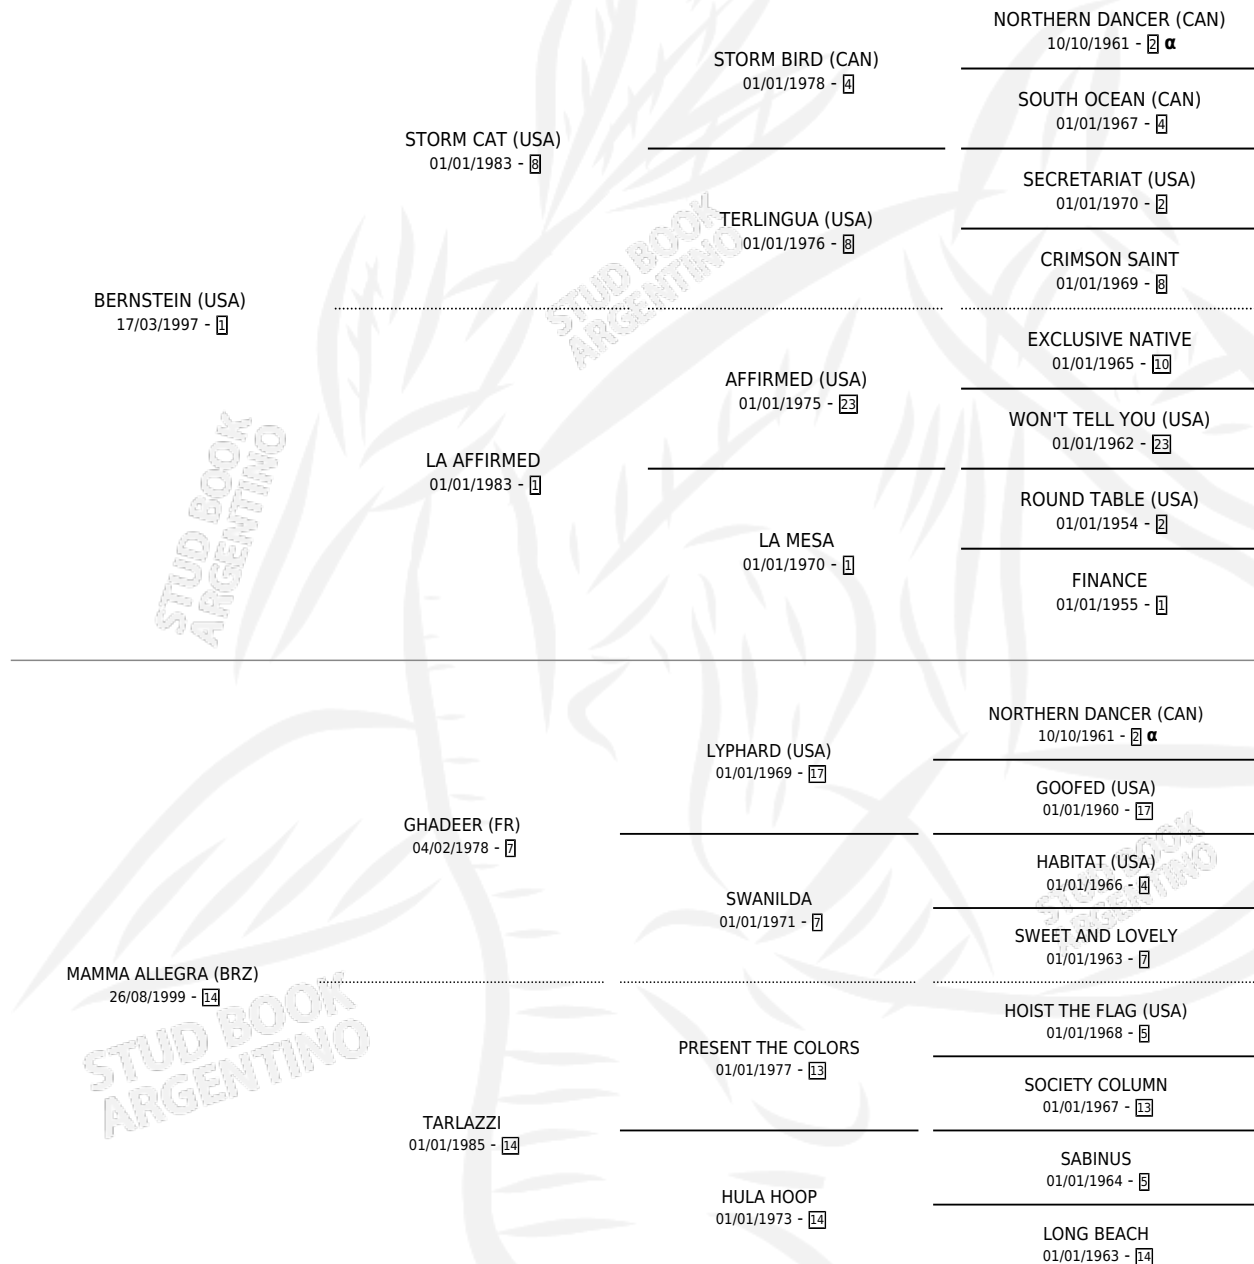 NORTHERN DANCER (CAN)
10/10/1961 - 2 α
STORM BIRD (CAN)
01/01/1978 - 4
SOUTH OCEAN (CAN)
01/01/1967 - 4
STORM CAT (USA)
01/01/1983 - 8
SECRETARIAT (USA)
01/01/1970 - 2
TERLINGUA (USA)
01/01/1976 - 8
CRIMSON SAINT
01/01/1969 - 8
BERNSTEIN (USA)
17/03/1997 - 1
EXCLUSIVE NATIVE
01/01/1965 - 10
AFFIRMED (USA)
01/01/1975 - 23
WON'T TELL YOU (USA)
01/01/1962 - 23
LA AFFIRMED
01/01/1983 - 1
ROUND TABLE (USA)
01/01/1954 - 2
LA MESA
01/01/1970 - 1
FINANCE
01/01/1955 - 1
NORTHERN DANCER (CAN)
10/10/1961 - 2 α
LYPHARD (USA)
01/01/1969 - 17
GOOFED (USA)
01/01/1960 - 17
GHADEER (FR)
04/02/1978 - 7
HABITAT (USA)
01/01/1966 - 4
SWANILDA
01/01/1971 - 7
SWEET AND LOVELY
01/01/1963 - 7
MAMMA ALLEGRA (BRZ)
26/08/1999 - 14
HOIST THE FLAG (USA)
01/01/1968 - 5
PRESENT THE COLORS
01/01/1977 - 13
SOCIETY COLUMN
01/01/1967 - 13
TARLAZZI
01/01/1985 - 14
SABINUS
01/01/1964 - 5
HULA HOOP
01/01/1973 - 14
LONG BEACH
01/01/1963 - 14
STUD BOOK
ARGENTINO
STUD BOOK
ARGENTINO
STUD BOOK
ARGENTINO
STUD BOOK
ARGENTINO